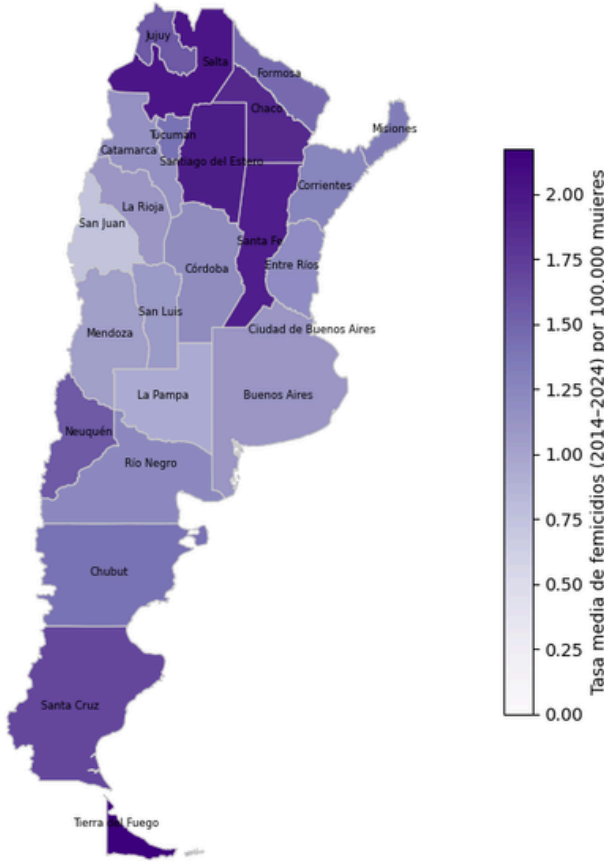 Jujuy
Salta
Formosa
Chaco
Misiones
Tucumán
Catamarca
Santiago del Estero
Corrientes
La Rioja
San Juan
Santa Fe
Córdoba
Entre Ríos
San Luis
Mendoza
Ciudad de Buenos Aires
La Pampa
Buenos Aires
Neuquén
Río Negro
Chubut
Santa Cruz
Tierra del Fuego
2.00
1.75
1.50
1.25
1.00
0.75
0.50
0.25
0.00
Tasa media de femicidios (2014–2024) por 100.000 mujeres